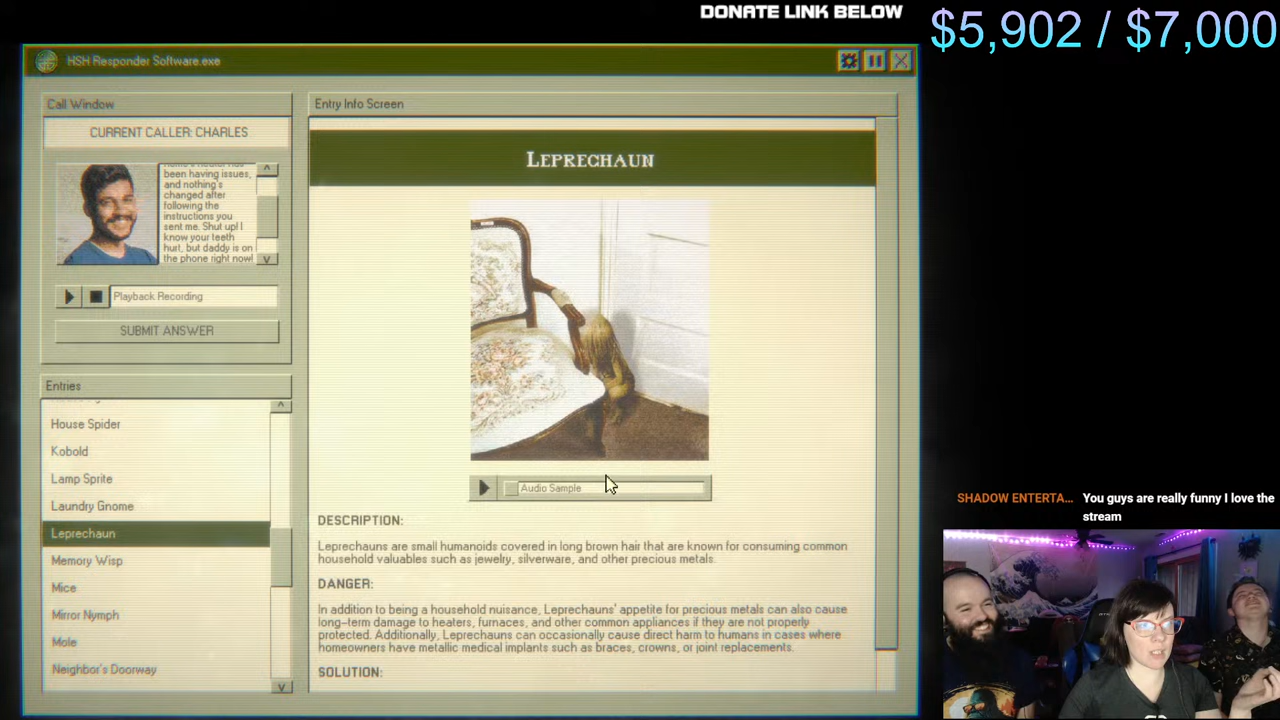 DONATE LINK BELOW
$5,902 / $7,000
HSH Responder Software.exe
Call Window
CURRENT CALLER: CHARLES
been having issues,
and nothing's
changed after
following the
instructions you
sent me. Shut up! I
know your teeth
hurt, but daddy is on
the phone right now!
Playback Recording
SUBMIT ANSWER
Entries
House Spider
Kobold
Lamp Sprite
Laundry Gnome
Leprechaun
Memory Wisp
Mice
Mirror Nymph
Mole
Neighbor's Doorway
Entry Info Screen
LEPRECHAUN
Audio Sample
DESCRIPTION:
Leprechauns are small humanoids covered in long brown hair that are known for consuming common
household valuables such as jewelry, silverware, and other precious metals.
DANGER:
In addition to being a household nuisance, Leprechauns' appetite for precious metals can also cause
long-term damage to heaters, furnaces, and other common appliances if they are not properly
protected. Additionally, Leprechauns can occasionally cause direct harm to humans in cases where
homeowners have metallic medical implants such as braces, crowns, or joint replacements.
SOLUTION:
SHADOW ENTERTA... You guys are really funny I love the
stream